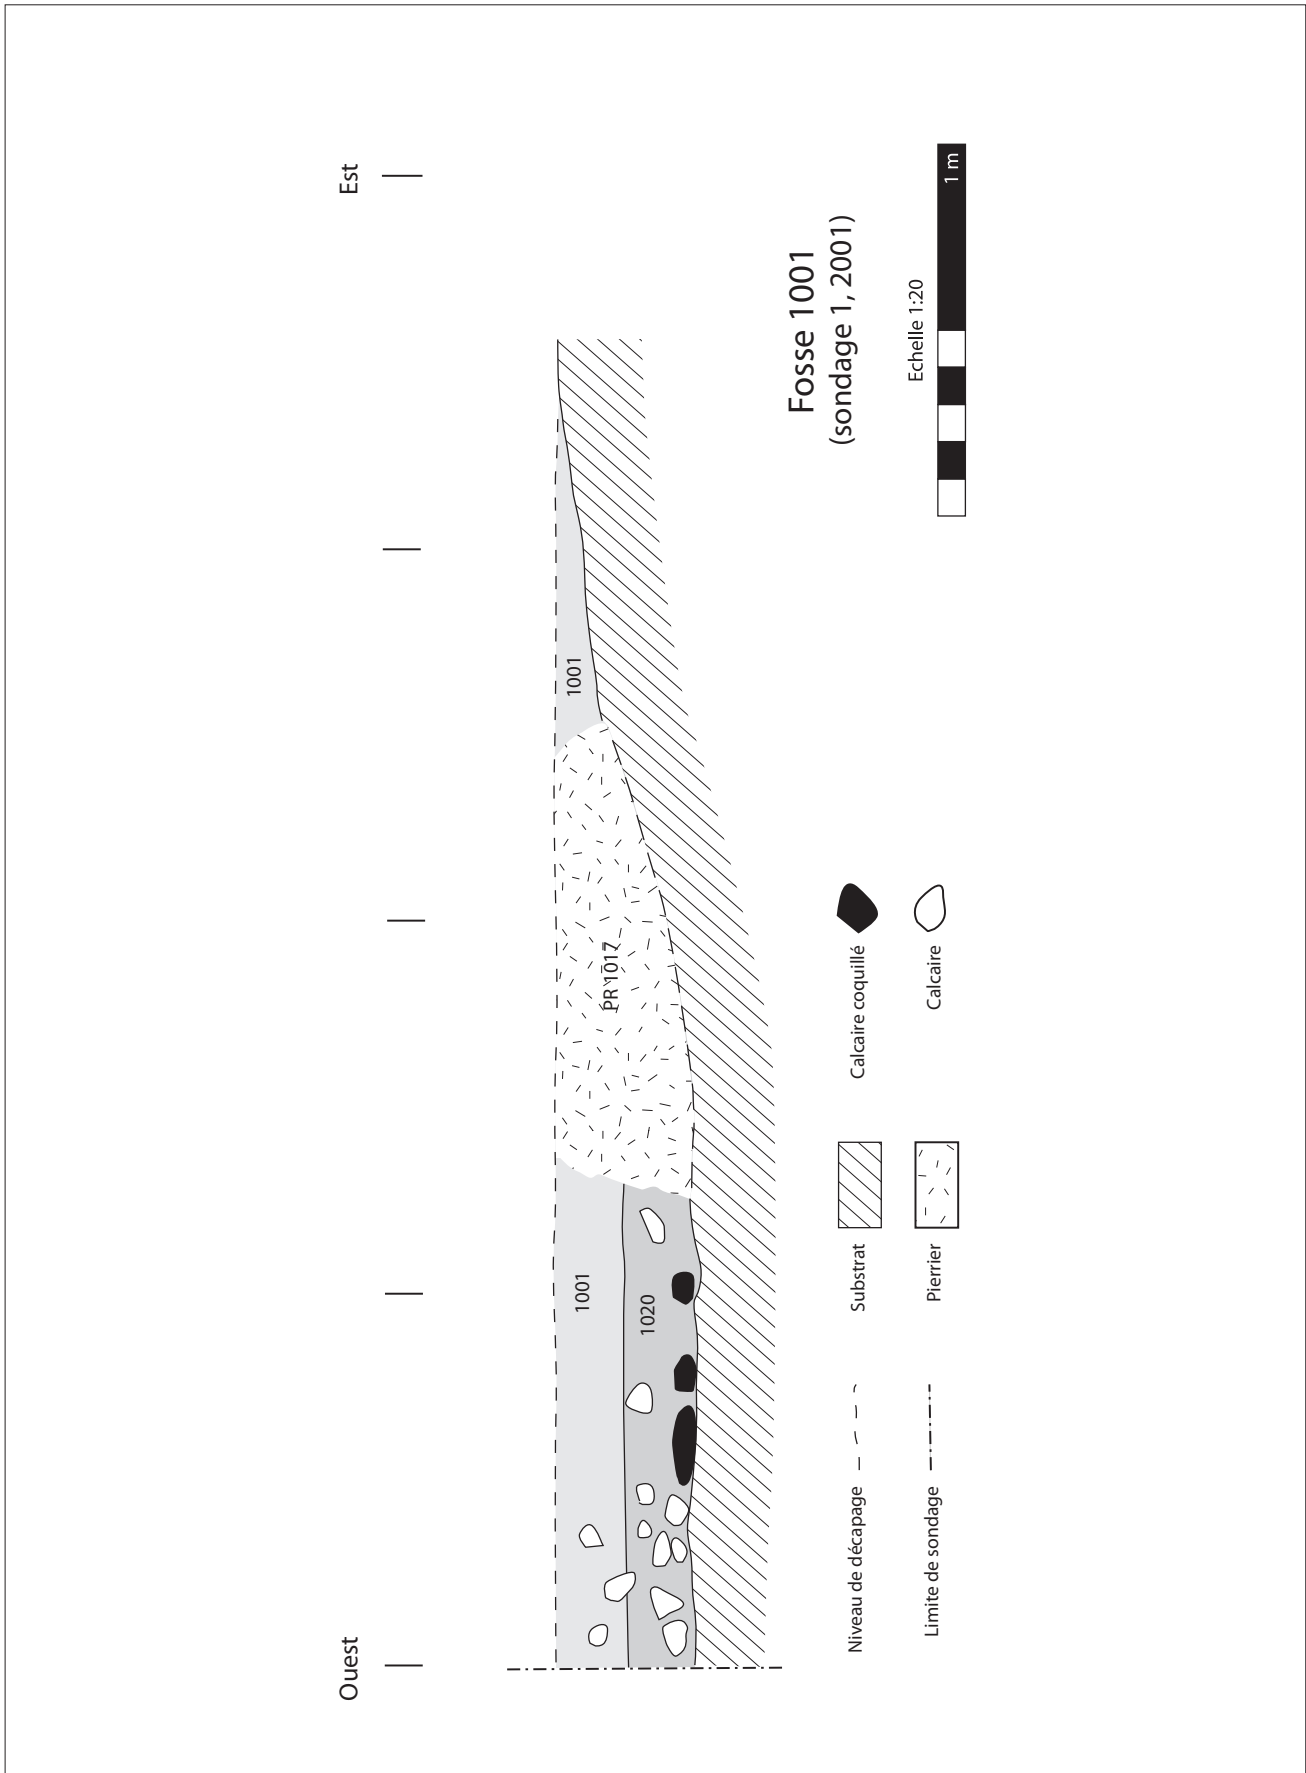 Ouest
Est
1001
1020
PR 1017
1001
Fosse 1001
(sondage 1, 2001)
Echelle 1:20
1 m
Niveau de décapage
Limite de sondage
Substrat
Pierrier
Calcaire coquillé
Calcaire